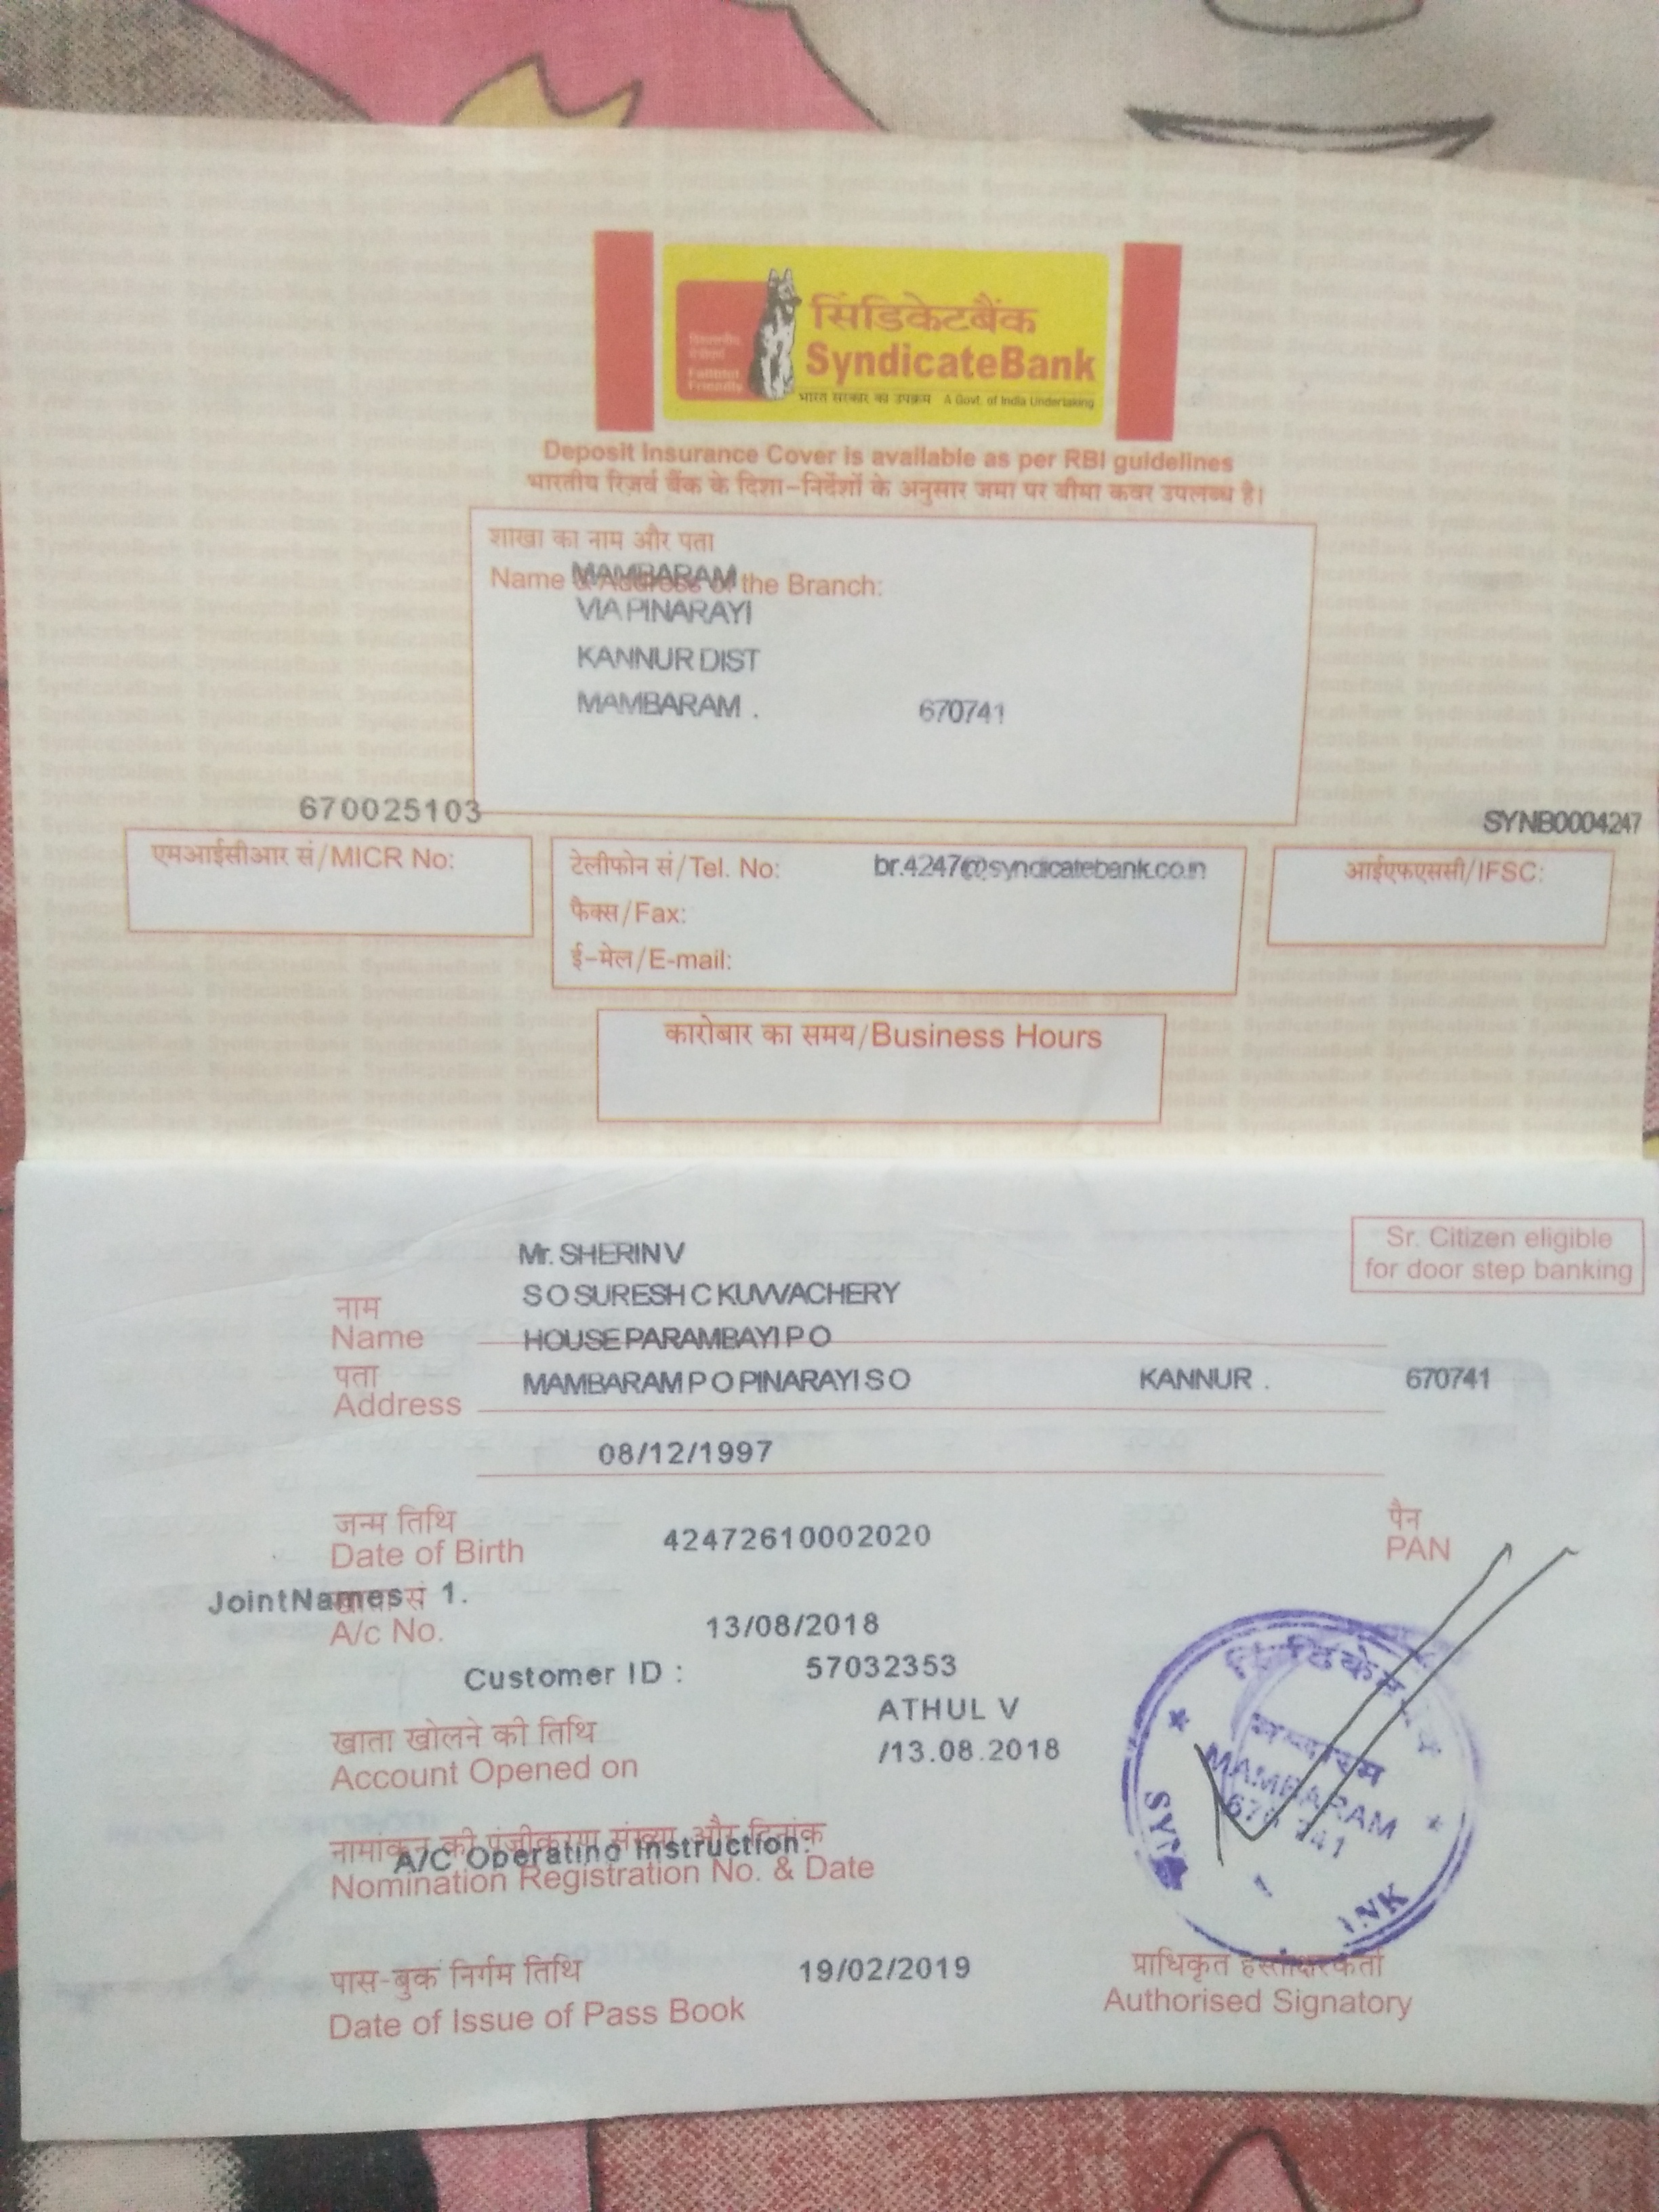 सिंडिकेटबैंक
SyndicateBank
Faithful
Friendly
भारत सरकार का उपक्रम A Govt. of India Undertaking
Deposit Insurance Cover is available as per RBI guidelines
भारतीय रिज़र्व बैंक के दिशा-निर्देशों के अनुसार जमा पर बीमा कवर उपलब्ध है।
शाखा का नाम और पता
Name & Address of the Branch:
MAMBARAM
VIA PINARAYI
KANNUR DIST
MAMBARAM . 670741
670025103
SYNB0004247
एमआईसीआर सं/MICR No:
टेलीफोन सं/Tel. No: br.4247@syndicatebank.co.in
आईएफएससी/IFSC:
फैक्स/Fax:
ई-मेल/E-mail:
कारोबार का समय/Business Hours
Sr. Citizen eligible
for door step banking
Mr. SHERIN V
S O SURESH C KUVVACHERY
नाम
Name HOUSE PARAMBAYI P O
पता
Address MAMBARAM P O PINARAYI S O KANNUR . 670741
08/12/1997
जन्म तिथि
Date of Birth 42472610002020
पैन
PAN
JointNames 1.
खाता सं
A/c No. 13/08/2018
Customer ID : 57032353
ATHUL V
खाता खोलने की तिथि
/13.08.2018
Account Opened on
नामांकन की पंजीकरण संख्या और दिनांक
A/C Operating Instruction:
Nomination Registration No. & Date
मम्बारम
MAMBARAM
पास-बुक निर्गम तिथि 19/02/2019
Date of Issue of Pass Book
प्राधिकृत हस्ताक्षरकर्ता
Authorised Signatory